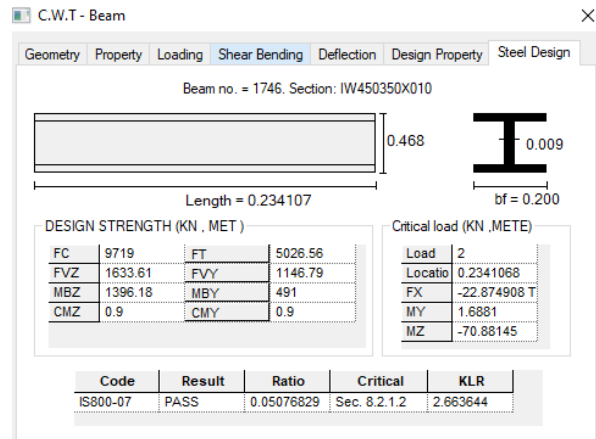 C.W.T - Beam
Geometry Property Loading Shear Bending Deflection Design Property Steel Design
Beam no. = 1746. Section: IW450350X010
0.468
0.009
Length = 0.234107
bf = 0.200
DESIGN STRENGTH (KN , MET )
FC 9719 FT 5026.56
FVZ 1633.61 FVY 1146.79
MBZ 1396.18 MBY 491
CMZ 0.9 CMY 0.9
Critical load (KN ,METE)
Load 2
Locatio 0.2341068
FX -22.874908 T
MY 1.6881
MZ -70.88145
Code Result Ratio Critical KLR
IS800-07 PASS 0.05076829 Sec. 8.2.1.2 2.663644